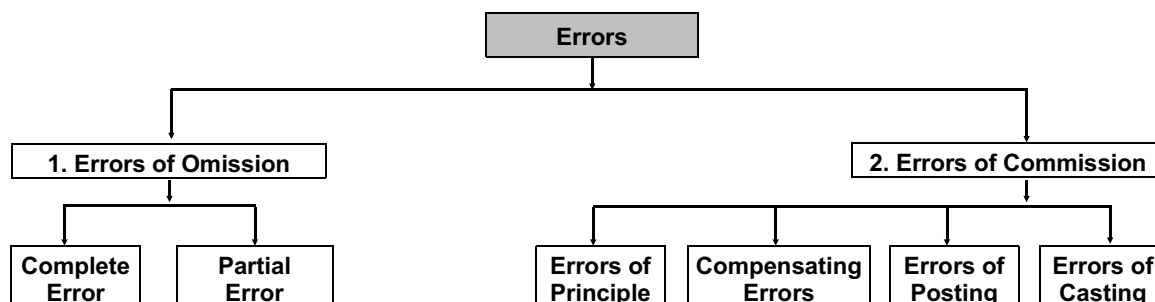 Errors
1. Errors of Omission
2. Errors of Commission
Complete
Error
Partial
Error
Errors of
Principle
Compensating
Errors
Errors of
Posting
Errors of
Casting